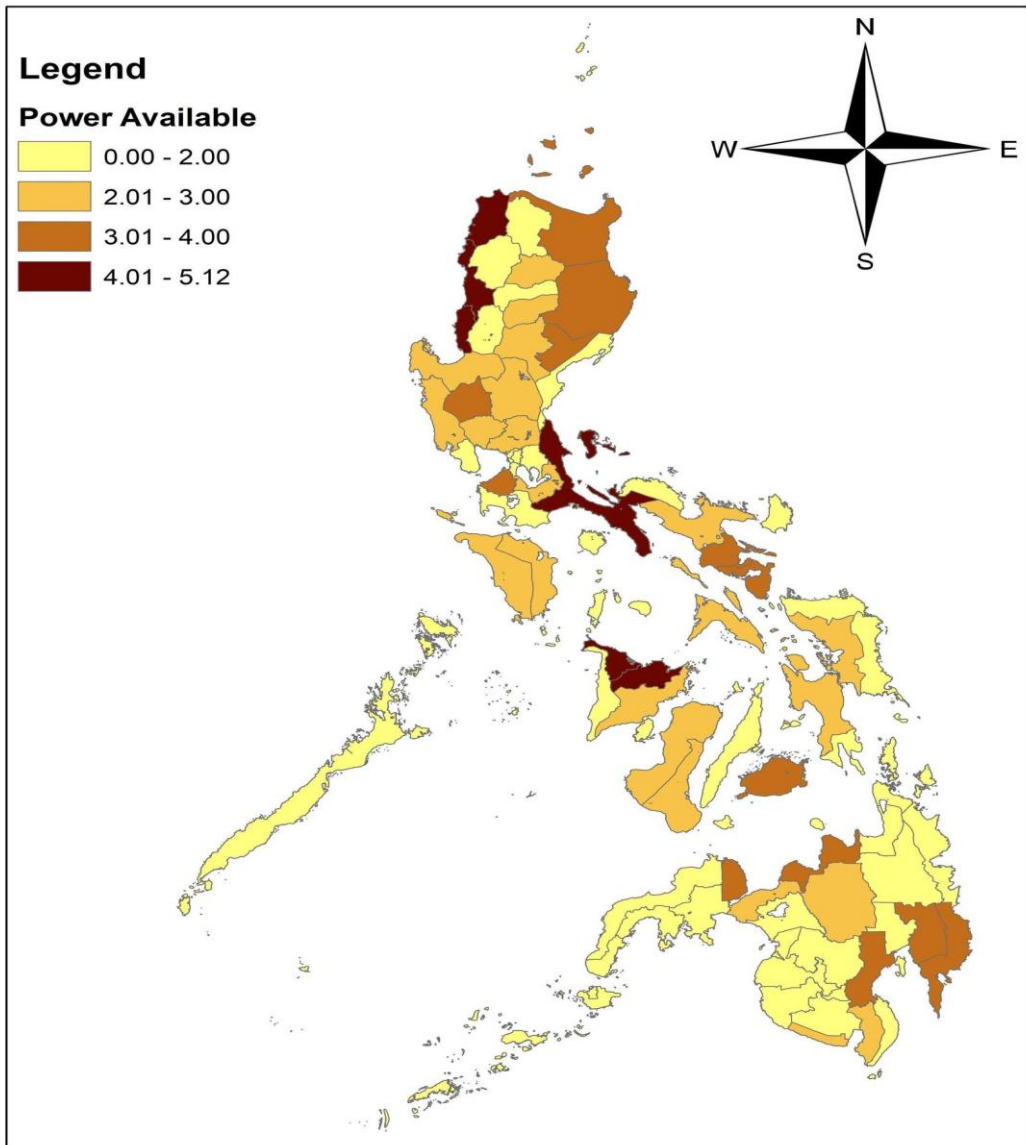 Legend
Power Available
0.00 - 2.00
2.01 - 3.00
3.01 - 4.00
4.01 - 5.12
N
W
E
S